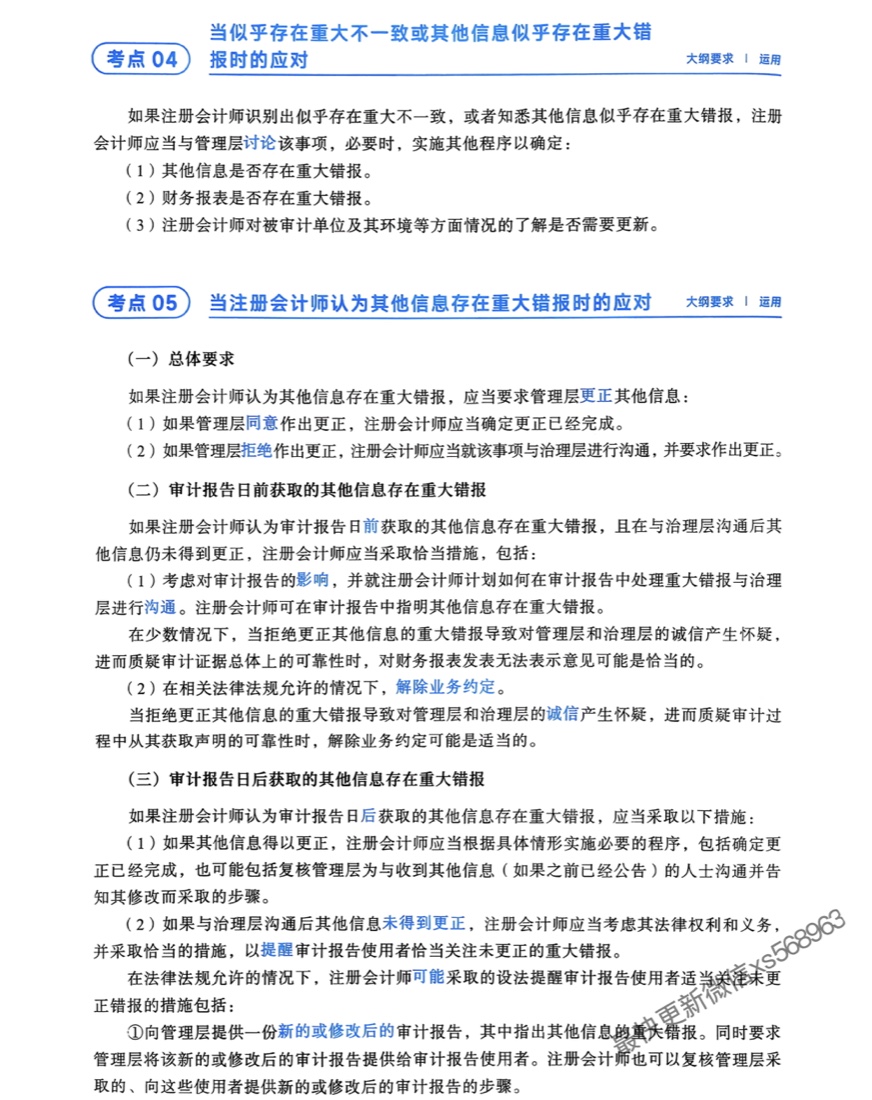 当似乎存在重大不一致或其他信息似乎存在重大错
考点 04 报时的应对 大纲要求 | 运用
如果注册会计师识别出似乎存在重大不一致，或者知悉其他信息似乎存在重大错报，注册
会计师应当与管理层讨论该事项，必要时，实施其他程序以确定：
（1）其他信息是否存在重大错报。
（2）财务报表是否存在重大错报。
（3）注册会计师对被审计单位及其环境等方面情况的了解是否需要更新。
考点 05 当注册会计师认为其他信息存在重大错报时的应对 大纲要求 | 运用
（一）总体要求
如果注册会计师认为其他信息存在重大错报，应当要求管理层更正其他信息：
（1）如果管理层同意作出更正，注册会计师应当确定更正已经完成。
（2）如果管理层拒绝作出更正，注册会计师应当就该事项与治理层进行沟通，并要求作出更正。
（二）审计报告日前获取的其他信息存在重大错报
如果注册会计师认为审计报告日前获取的其他信息存在重大错报，且在与治理层沟通后其
他信息仍未得到更正，注册会计师应当采取恰当措施，包括：
（1）考虑对审计报告的影响，并就注册会计师计划如何在审计报告中处理重大错报与治理
层进行沟通。注册会计师可在审计报告中指明其他信息存在重大错报。
在少数情况下，当拒绝更正其他信息的重大错报导致对管理层和治理层的诚信产生怀疑，
进而质疑审计证据总体上的可靠性时，对财务报表发表无法表示意见可能是恰当的。
（2）在相关法律法规允许的情况下，解除业务约定。
当拒绝更正其他信息的重大错报导致对管理层和治理层的诚信产生怀疑，进而质疑审计过
程中从其获取声明的可靠性时，解除业务约定可能是适当的。
（三）审计报告日后获取的其他信息存在重大错报
如果注册会计师认为审计报告日后获取的其他信息存在重大错报，应当采取以下措施：
（1）如果其他信息得以更正，注册会计师应当根据具体情形实施必要的程序，包括确定更
正已经完成，也可能包括复核管理层为与收到其他信息（如果之前已经公告）的人士沟通并告
知其修改而采取的步骤。
（2）如果与治理层沟通后其他信息未得到更正，注册会计师应当考虑其法律权利和义务，
并采取恰当的措施，以提醒审计报告使用者恰当关注未更正的重大错报。
在法律法规允许的情况下，注册会计师可能采取的设法提醒审计报告使用者适当关注未更
正错报的措施包括：
①向管理层提供一份新的或修改后的审计报告，其中指出其他信息的重大错报。同时要求
管理层将该新的或修改后的审计报告提供给审计报告使用者。注册会计师也可以复核管理层采
取的、向这些使用者提供新的或修改后的审计报告的步骤。
最快更新微信xs568963